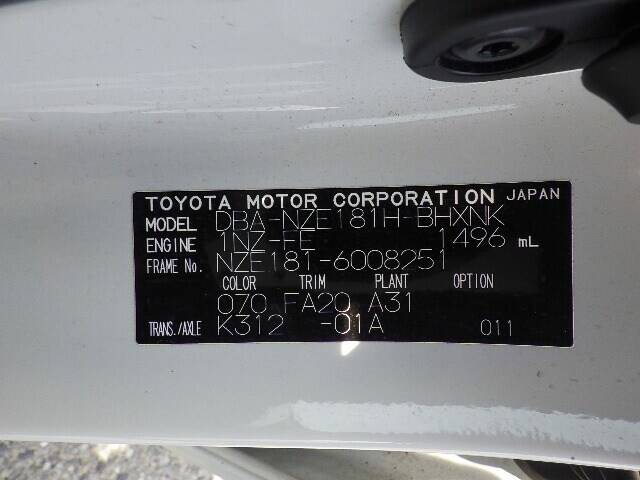 TOYOTA MOTOR CORPORATION JAPAN
MODEL DBA-NZE181H-BHXNK
ENGINE 1NZ-FE 1496 mL
FRAME No. NZE181-6008251
COLOR TRIM PLANT OPTION
070 FA20 A31
TRANS./AXLE K312 -01A 011